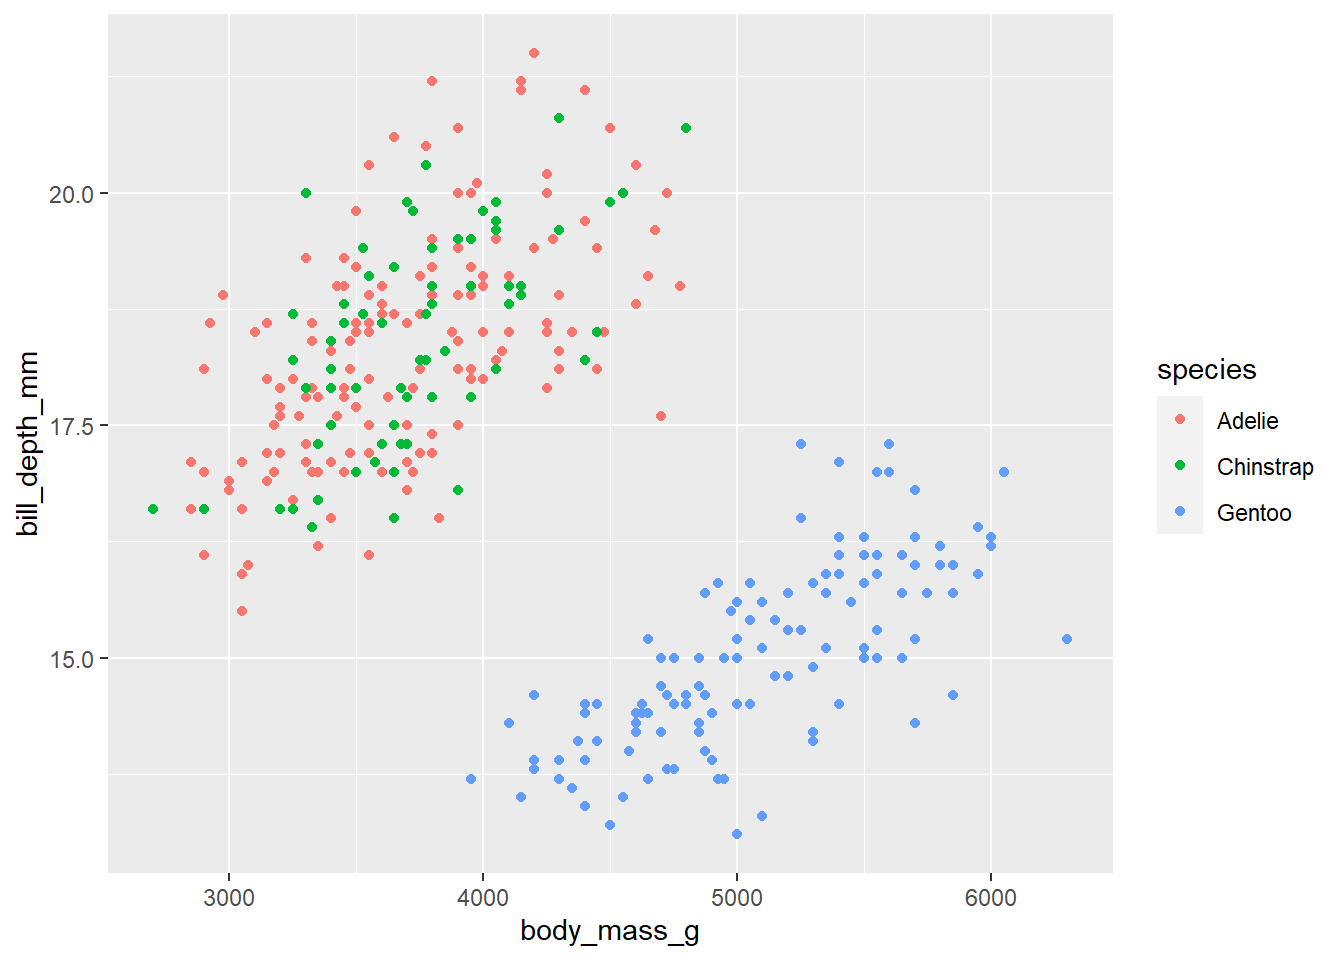 bill_depth_mm
20.0
17.5
15.0
3000
4000
5000
6000
body_mass_g
species
Adelie
Chinstrap
Gentoo